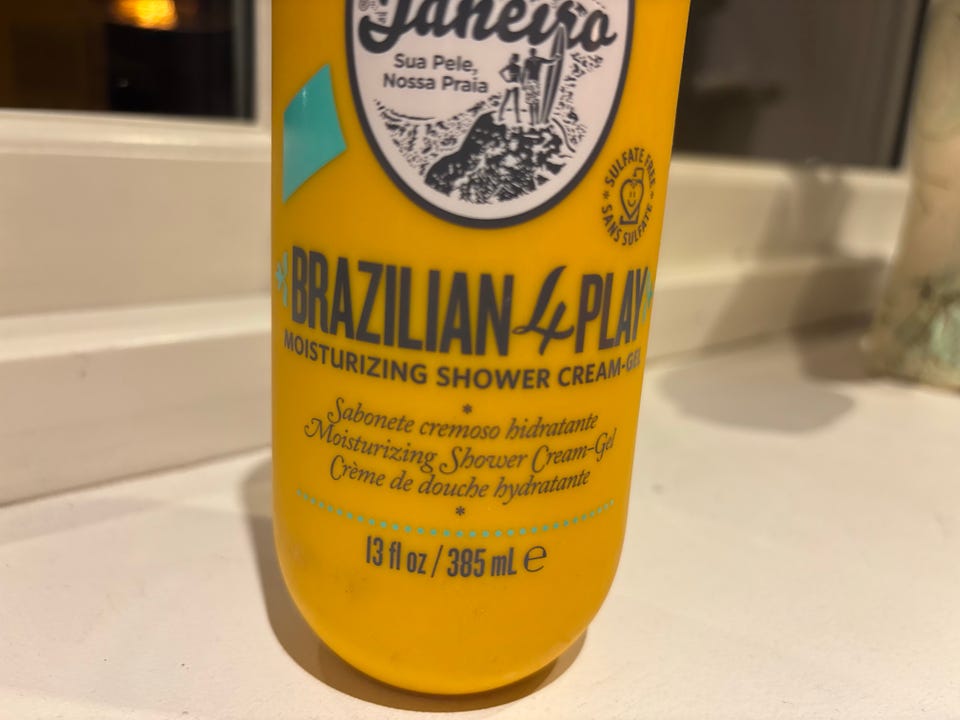 Janeiro
Sua Pele,
Nossa Praia
* SULFATE FREE *
SANS SULFATE
BRAZILIAN 4 PLAY
MOISTURIZING SHOWER CREAM-GEL
*
Sabonete cremoso hidratante
Moisturizing Shower Cream-Gel
Crème de douche hydratante
*
13 fl oz / 385 mL ℮